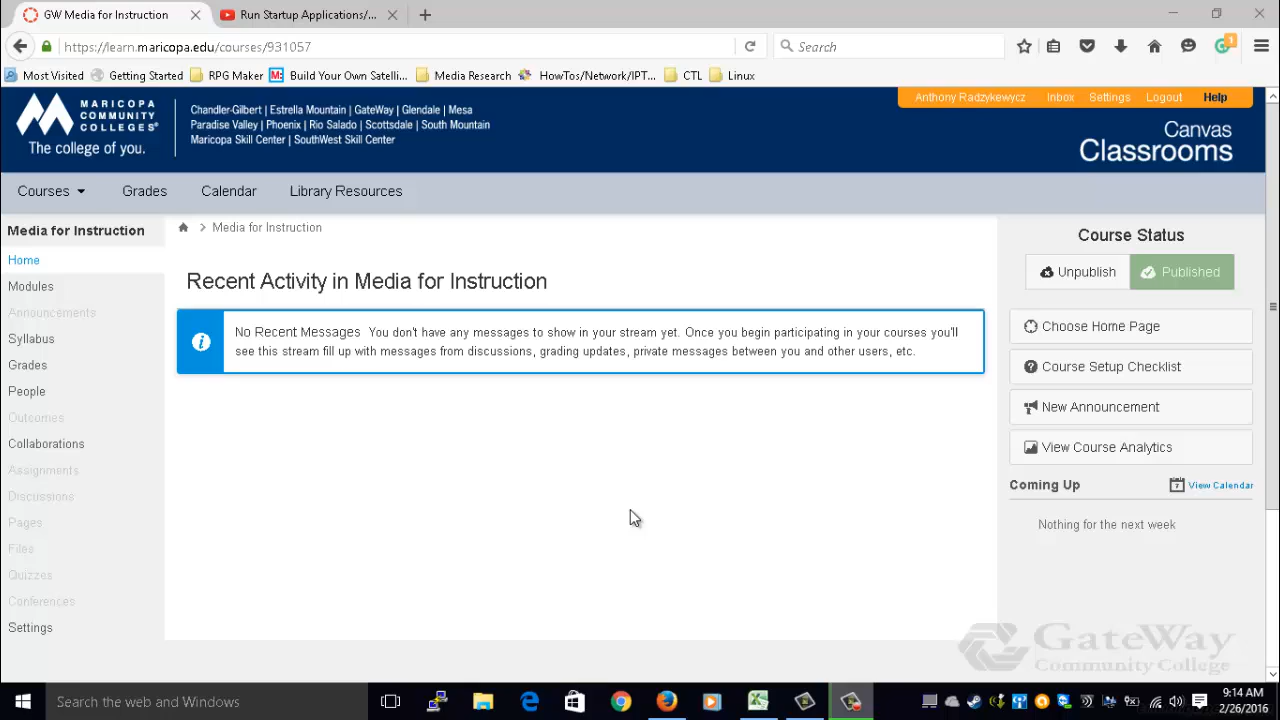 GW Media for Instruction
Run Startup Applications/...
https://learn.maricopa.edu/courses/931057
Search
Most Visited
Getting Started
RPG Maker
Build Your Own Satelli...
Media Research
HowTos/Network/IPT...
CTL
Linux
MARICOPA
COMMUNITY
COLLEGES®
The college of you.
Chandler-Gilbert | Estrella Mountain | GateWay | Glendale | Mesa
Paradise Valley | Phoenix | Rio Salado | Scottsdale | South Mountain
Maricopa Skill Center | SouthWest Skill Center
Anthony Radzykewycz Inbox Settings Logout Help
Canvas
Classrooms
Courses
Grades
Calendar
Library Resources
Media for Instruction
Home
Modules
Announcements
Syllabus
Grades
People
Outcomes
Collaborations
Assignments
Discussions
Pages
Files
Quizzes
Conferences
Settings
Media for Instruction
Recent Activity in Media for Instruction
No Recent Messages You don't have any messages to show in your stream yet. Once you begin participating in your courses you'll
see this stream fill up with messages from discussions, grading updates, private messages between you and other users, etc.
Course Status
Unpublish
Published
Choose Home Page
Course Setup Checklist
New Announcement
View Course Analytics
Coming Up
View Calendar
Nothing for the next week
GateWay
Community College
Search the web and Windows
9:14 AM
2/26/2016